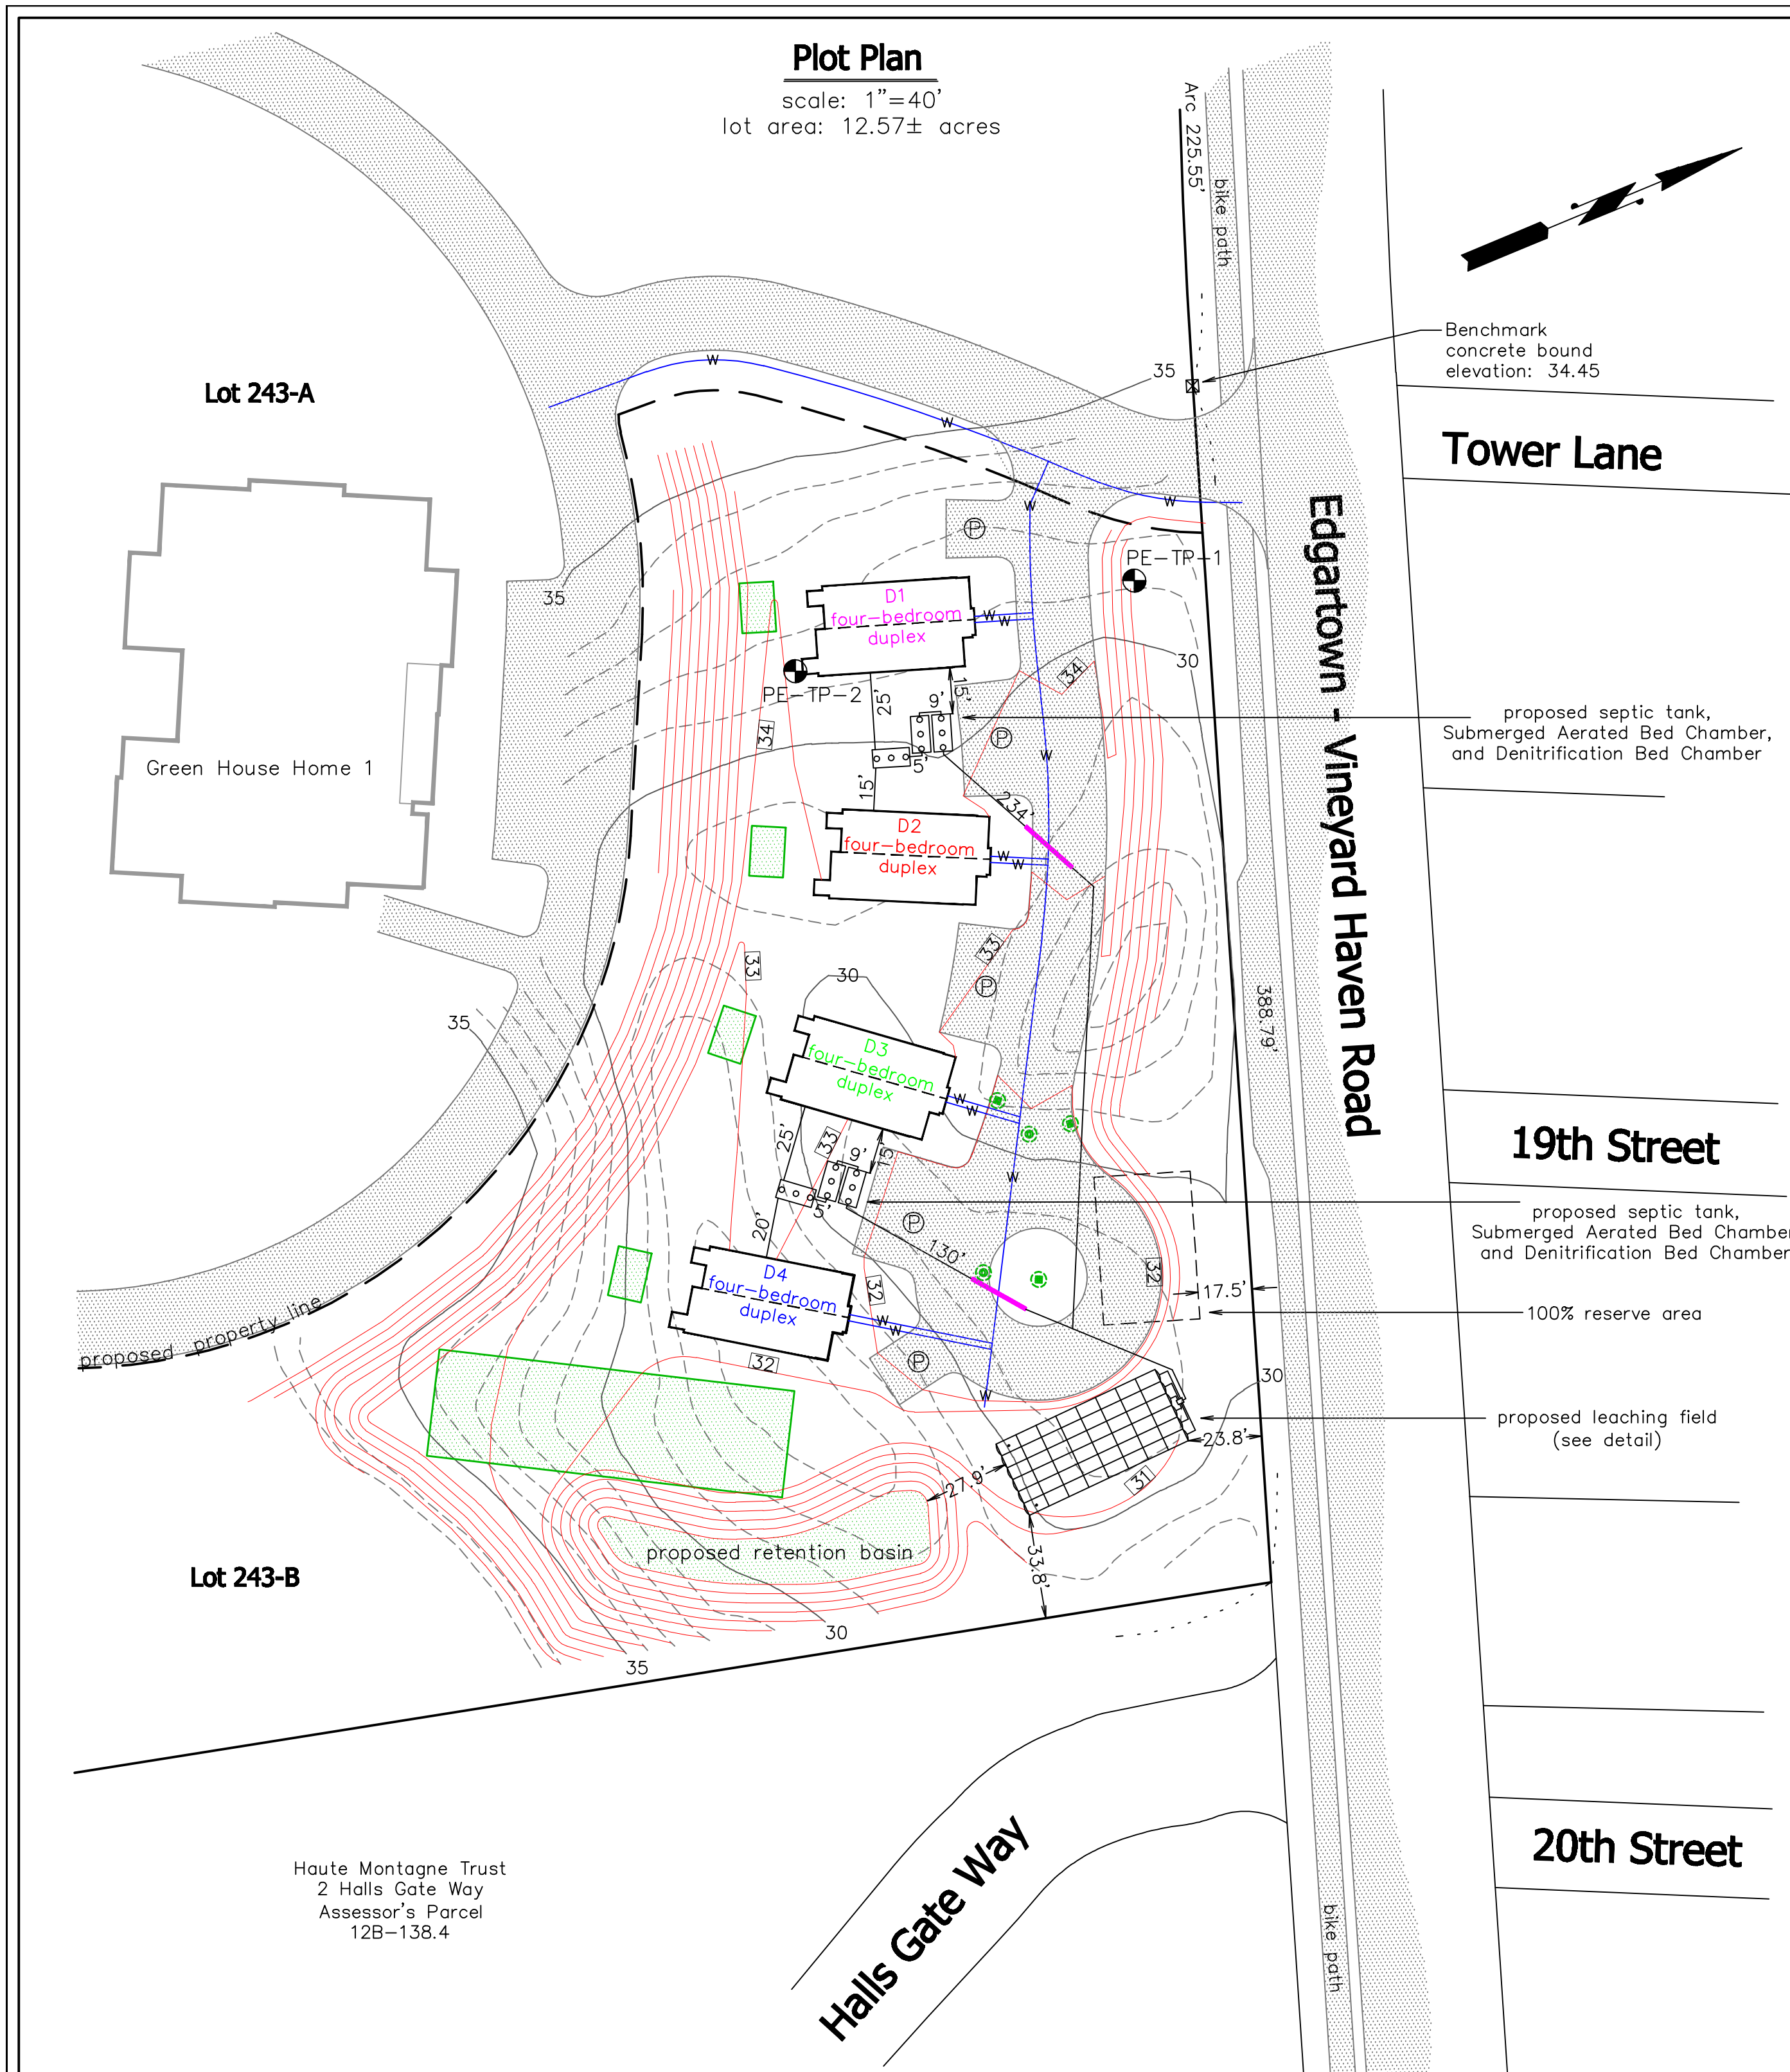 Plot Plan
scale: 1"=40'
lot area: 12.57± acres
Arc 225.55'
bike path
Benchmark
concrete bound
elevation: 34.45
35
Lot 243-A
W
W
Tower Lane
W
W
P
PE-TP-1
35
D1
four-bedroom
duplex
W
W
30
34
PE-TP-2
25'
15'
9'
34
P
proposed septic tank,
Submerged Aerated Bed Chamber,
and Denitrification Bed Chamber
Edgartown - Vineyard Haven Road
W
Green House Home 1
5'
15'
234'
D2
four-bedroom
duplex
W
W
33
33
30
P
35
388.79'
D3
four-bedroom
duplex
W
W
19th Street
25'
33
9'
15'
W
5'
proposed septic tank,
Submerged Aerated Bed Chamber
and Denitrification Bed Chamber
20'
P
130'
D4
four-bedroom
duplex
32
32
17.5'
100% reserve area
proposed property line
W
W
32
P
30
W
proposed leaching field
(see detail)
23.8'
27.9'
31
proposed retention basin
33.8'
Lot 243-B
30
35
Halls Gate Way
20th Street
Haute Montagne Trust
2 Halls Gate Way
Assessor's Parcel
12B-138.4
bike path